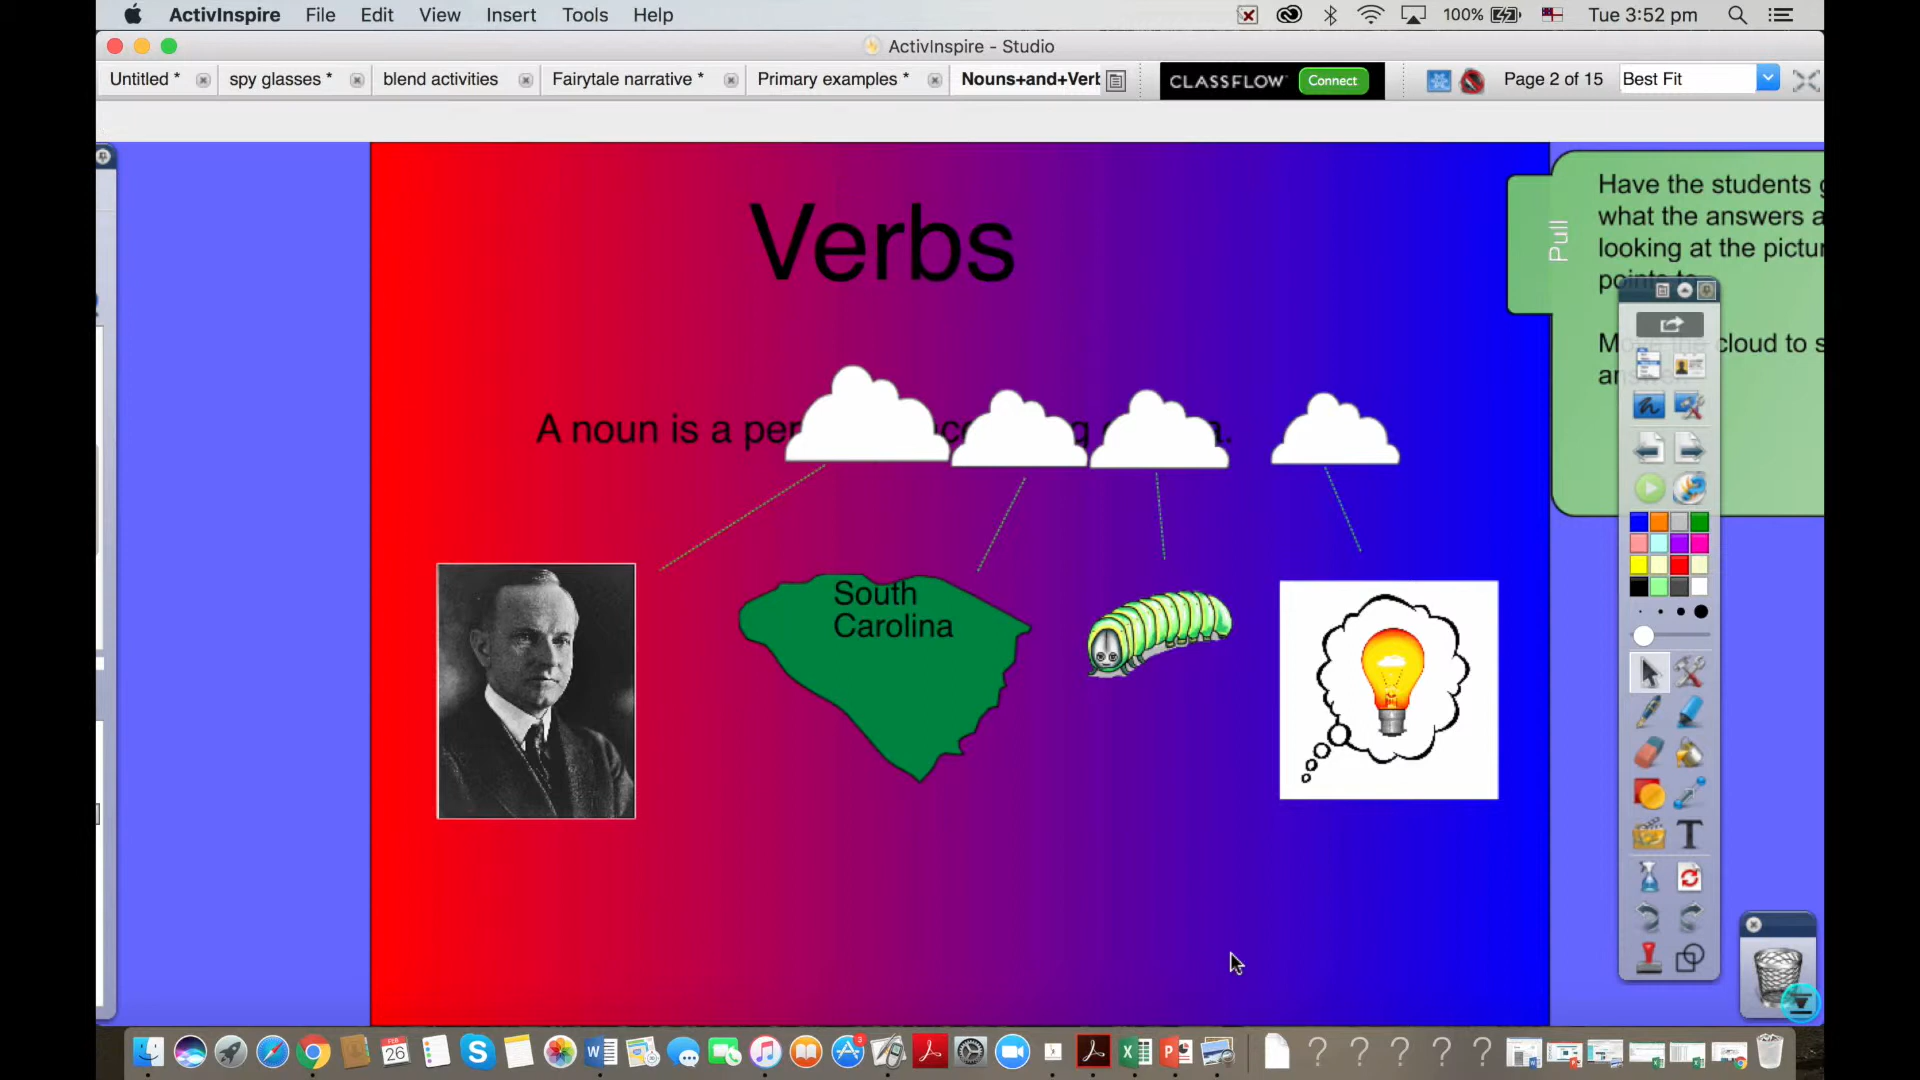 ActivInspire File Edit View Insert Tools Help 100% Tue 3:52 pm
ActivInspire - Studio
Untitled * spy glasses * blend activities Fairytale narrative * Primary examples * Nouns+and+Verb CLASSFLOW Connect Page 2 of 15 Best Fit
Verbs
A noun is a
South
Carolina
Pull
Have the students
what the answers
looking at the
cloud to
FEB
26